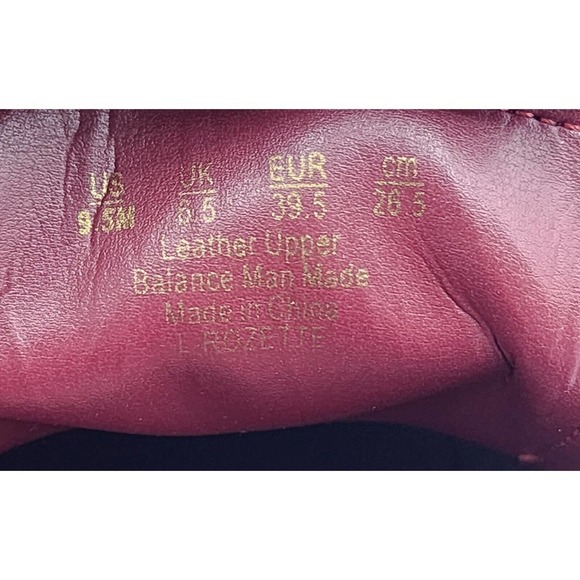 US UK EUR cm
9.5M 6.5 39.5 26.5
Leather Upper
Balance Man Made
Made in China
L-ROZETTE